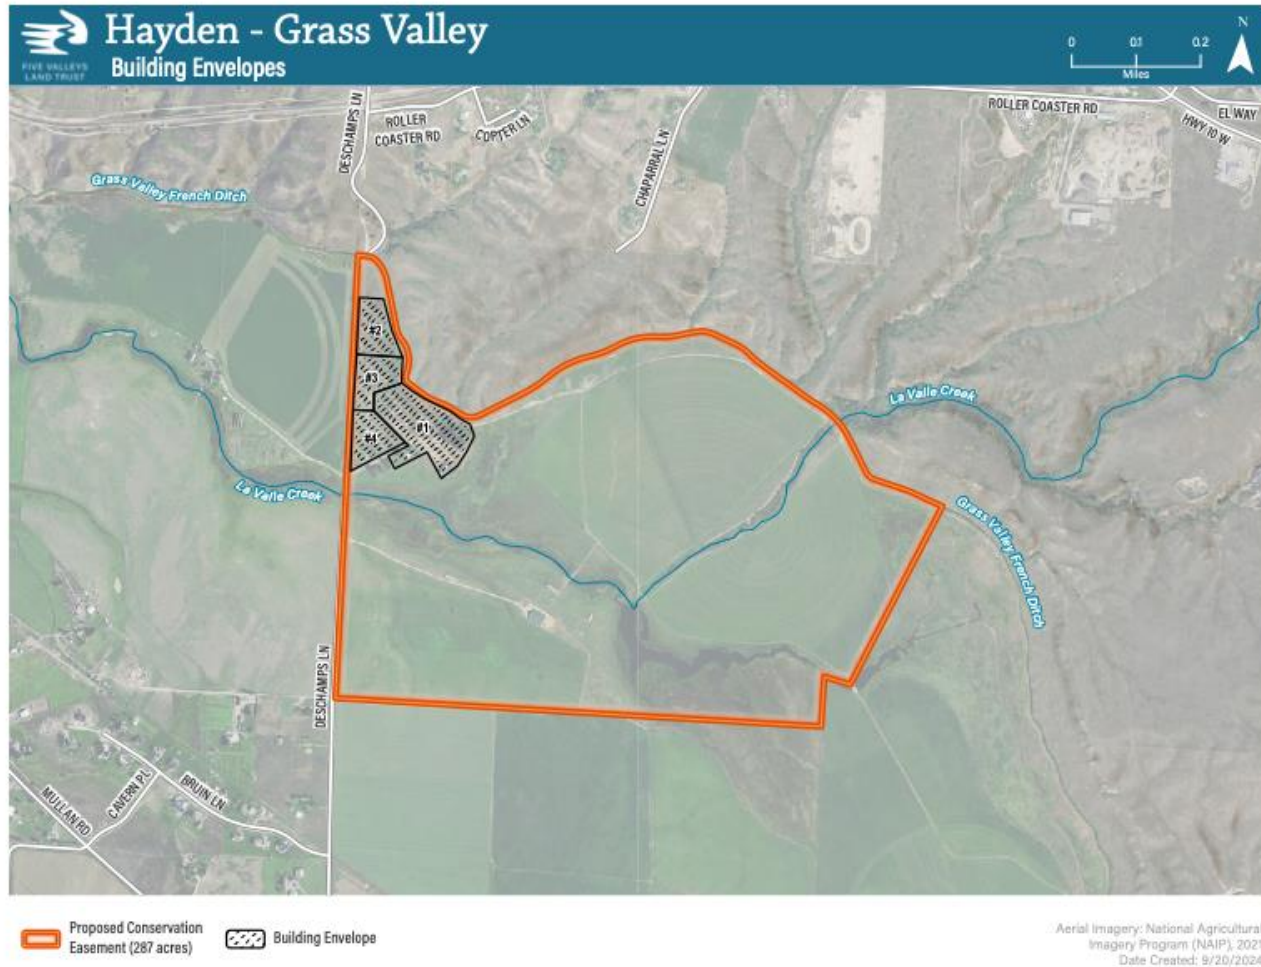 Hayden - Grass Valley
Building Envelopes
FIVE VALLEYS
LAND TRUST
0 0.1 0.2
Miles
N
DESCHAMPS LN
ROLLER
COASTER RD
COPTER LN
CHAPARRAL LN
ROLLER COASTER RD
EL WAY
HWY 10 W
Grass Valley French Ditch
#2
#3
#1
#4
La Valle Creek
La Valle Creek
Grass Valley French Ditch
DESCHAMPS LN
MULLAN RD
CAVERN PL
BRUIN LN
Proposed Conservation
Easement (287 acres)
Building Envelope
Aerial Imagery: National Agricultural
Imagery Program (NAIP), 2021
Date Created: 9/20/2024